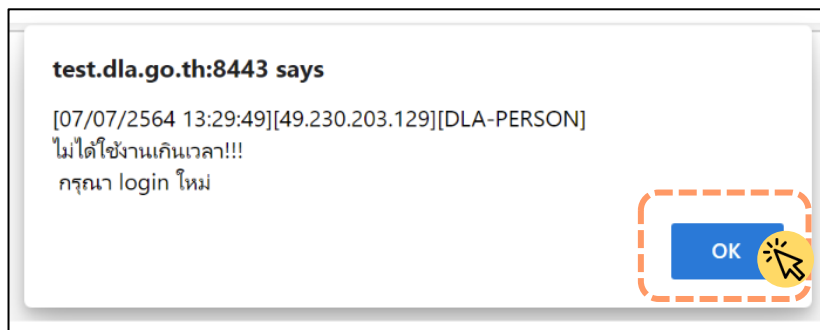 test.dla.go.th:8443 says
[07/07/2564 13:29:49][49.230.203.129][DLA-PERSON]
ไม่ได้ใช้งานเกินเวลา!!!
กรุณา login ใหม่
OK